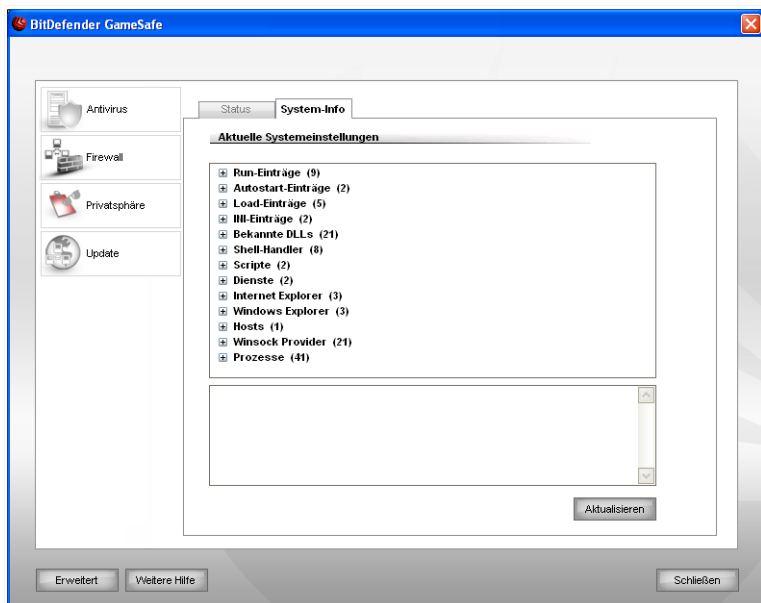 BitDefender GameSafe
Antivirus
Firewall
Privatsphäre
Update
Status
System-Info
Aktuelle Systemeinstellungen
Run-Einträge (9)
Autostart-Einträge (2)
Load-Einträge (5)
INI-Einträge (2)
Bekannte DLLs (21)
Shell-Handler (8)
Scripte (2)
Dienste (2)
Internet Explorer (3)
Windows Explorer (3)
Hosts (1)
Winsock Provider (21)
Prozesse (41)
Aktualisieren
Erweitert
Weitere Hilfe
Schließen